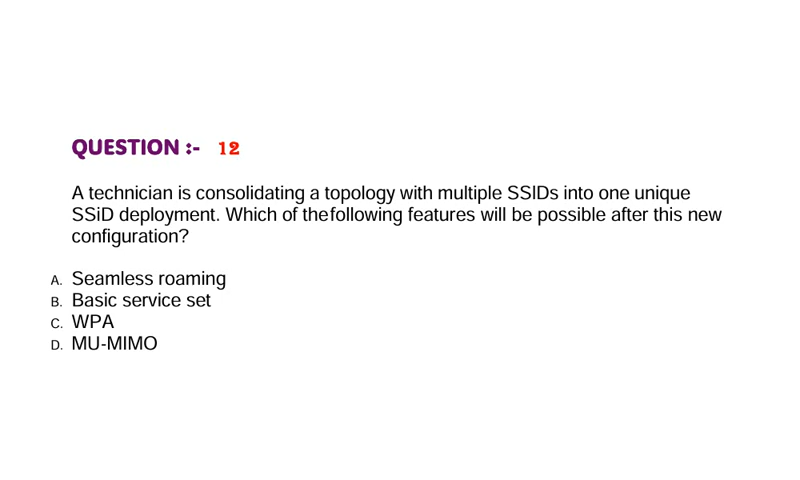 QUESTION :- 12
A technician is consolidating a topology with multiple SSIDs into one unique
SSiD deployment. Which of thefollowing features will be possible after this new
configuration?
A. Seamless roaming
B. Basic service set
C. WPA
D. MU-MIMO